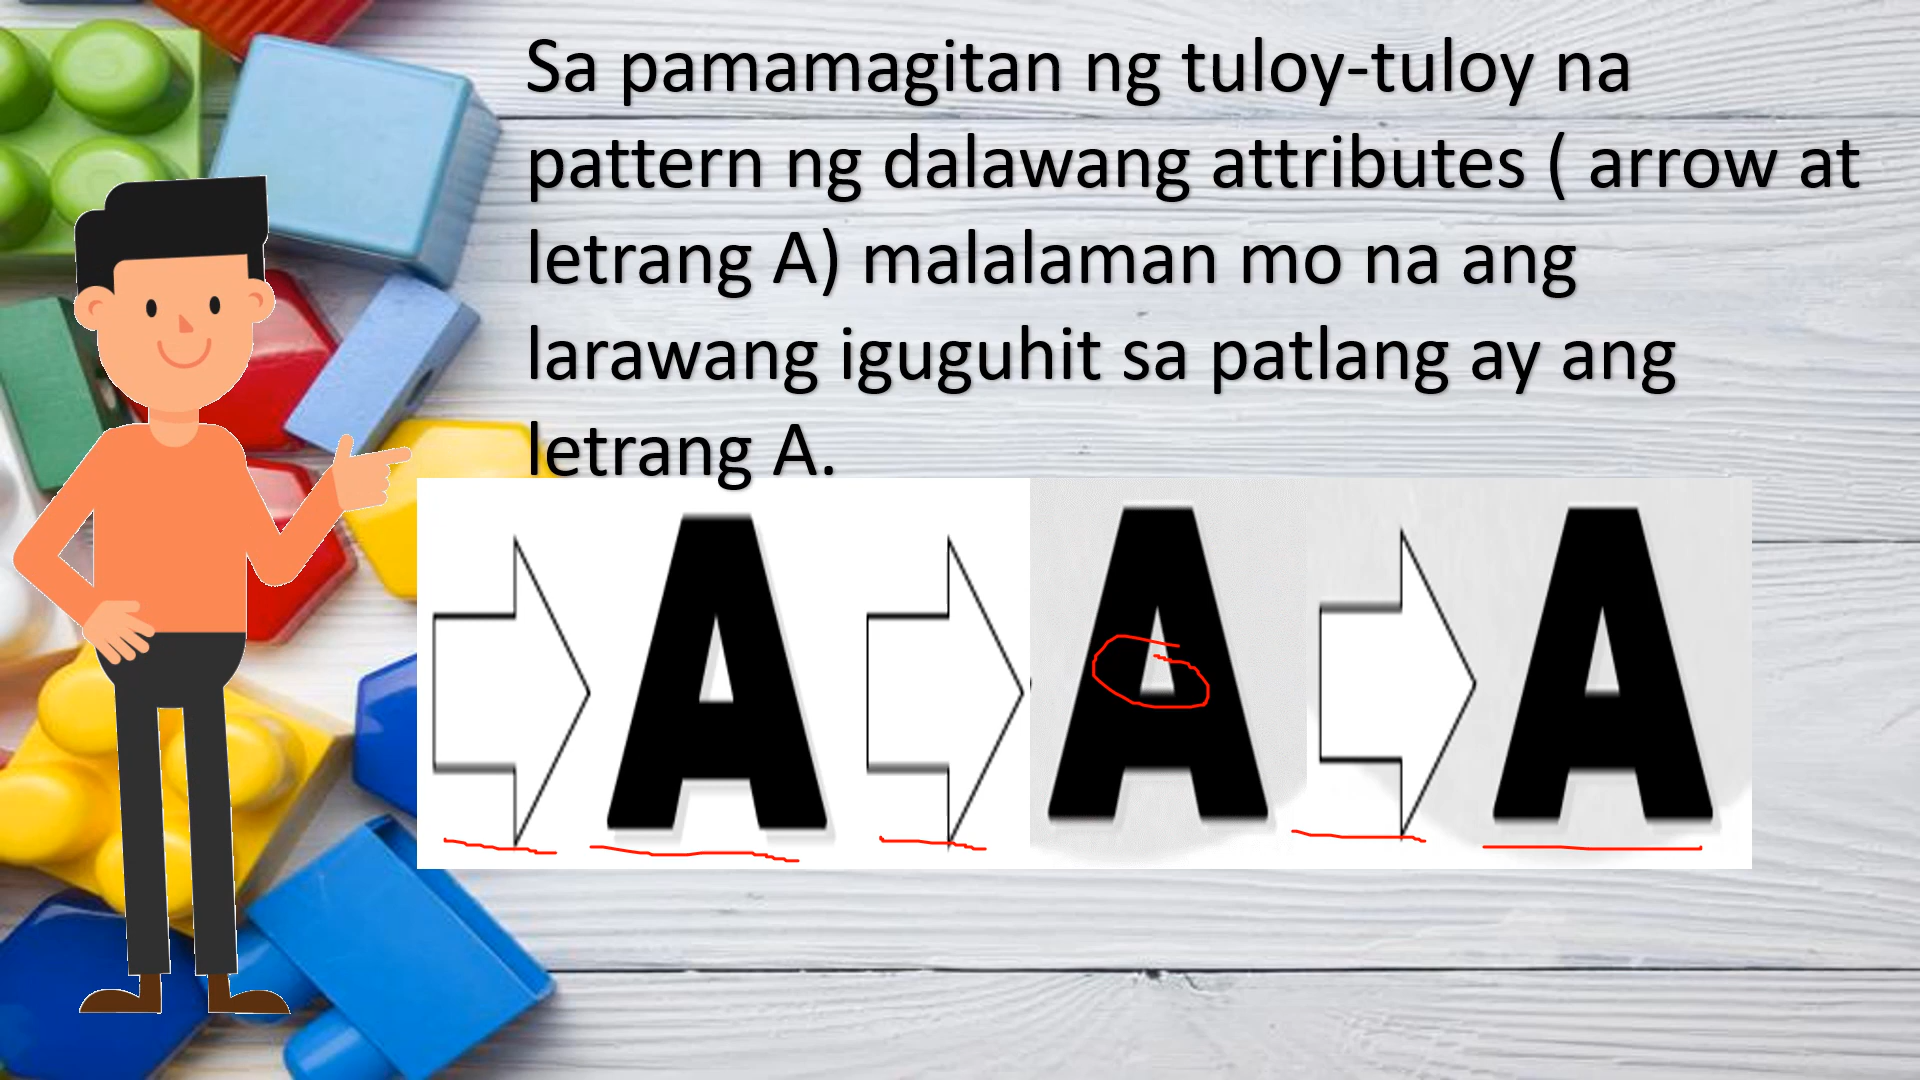 Sa pamamagitan ng tuloy-tuloy na
pattern ng dalawang attributes ( arrow at
letrang A) malalaman mo na ang
larawang iguguhit sa patlang ay ang
letrang A.
A A A